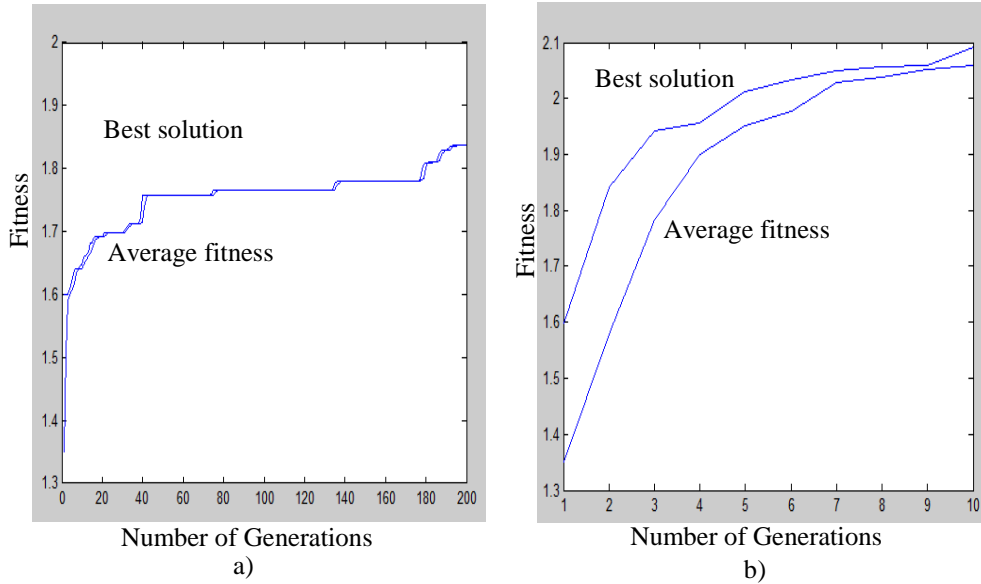 2
1.9
1.8
1.7
1.6
1.5
1.4
1.3
0 20 40 60 80 100 120 140 160 180 200
Fitness
Best solution
Average fitness
Number of Generations
a)
2.1
2
1.9
1.8
1.7
1.6
1.5
1.4
1.3
1 2 3 4 5 6 7 8 9 10
Fitness
Best solution
Average fitness
Number of Generations
b)